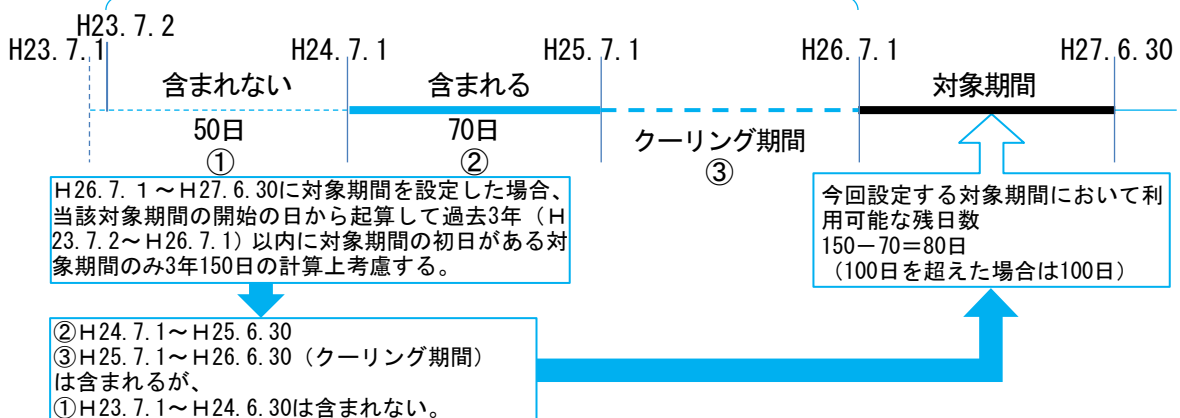 H23.7.2
H23.7.1
H24.7.1
H25.7.1
H26.7.1
H27.6.30
含まれない
含まれる
対象期間
50日
70日
クーリング期間
①
②
③
H26.7.1～H27.6.30に対象期間を設定した場合、
当該対象期間の開始の日から起算して過去3年（H
23.7.2～H26.7.1）以内に対象期間の初日がある対
象期間のみ3年150日の計算上考慮する。
今回設定する対象期間において利
用可能な残日数
150－70＝80日
（100日を超えた場合は100日）
②H24.7.1～H25.6.30
③H25.7.1～H26.6.30（クーリング期間）
は含まれるが、
①H23.7.1～H24.6.30は含まれない。